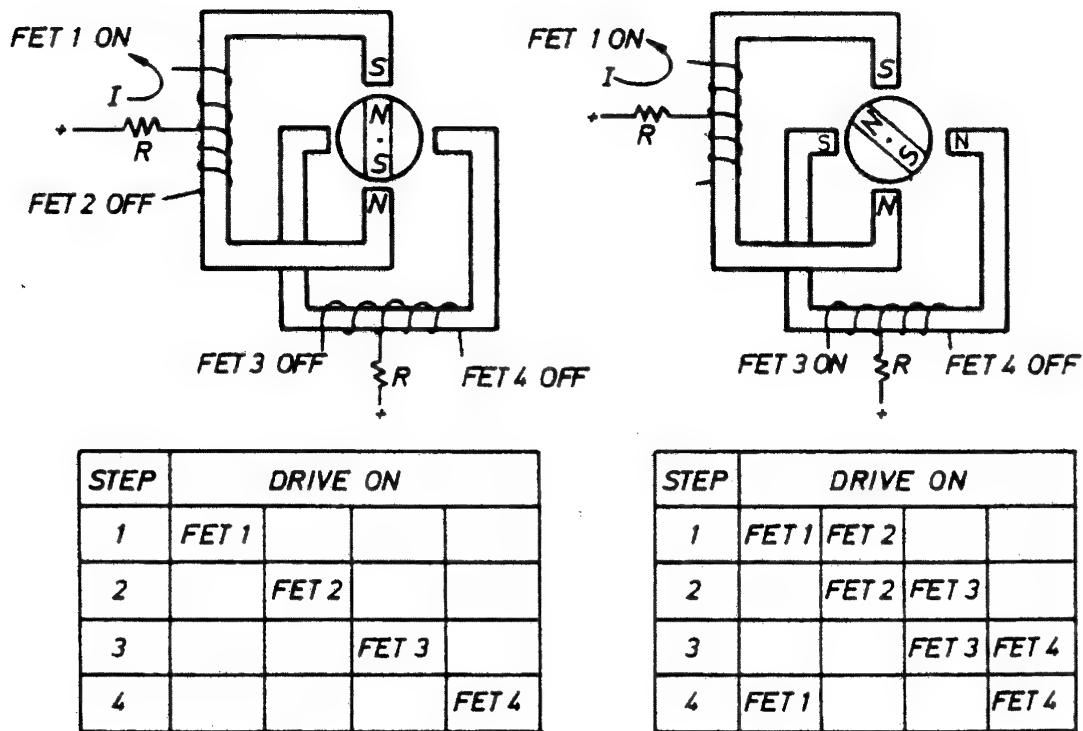 FET 1 ON
I
+
R
FET 2 OFF
S
N
S
N
FET 3 OFF
R
+
FET 4 OFF
FET 1 ON
I
+
R
S
S
N
S
N
N
FET 3 ON
R
+
FET 4 OFF
STEP DRIVE ON
1 FET 1
2 FET 2
3 FET 3
4 FET 4
STEP DRIVE ON
1 FET 1 FET 2
2 FET 2 FET 3
3 FET 3 FET 4
4 FET 1 FET 4